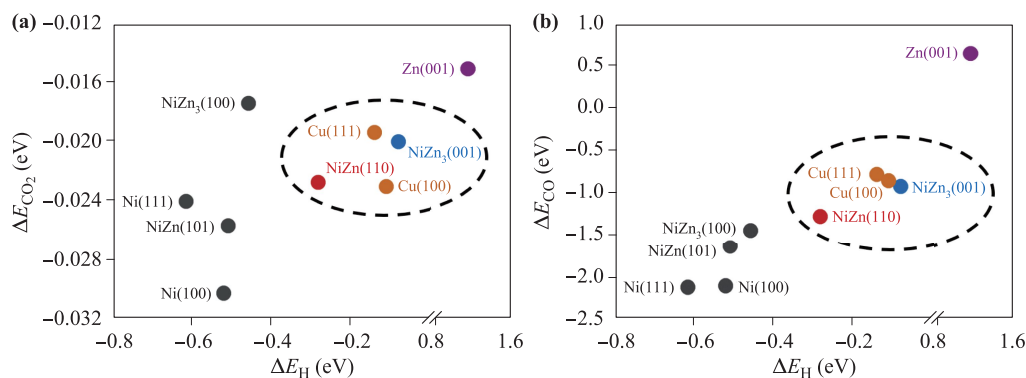 (a)
−0.012
−0.016
−0.020
−0.024
−0.028
−0.032
ΔE_CO₂ (eV)
Zn(001)
NiZn₃(100)
Cu(111)
NiZn₃(001)
NiZn(110)
Cu(100)
Ni(111)
NiZn(101)
Ni(100)
−0.8
−0.6
−0.4
−0.2
0.8
1.6
ΔE_H (eV)
(b)
1.0
0.5
0.0
−0.5
−1.0
−1.5
−2.0
−2.5
ΔE_CO (eV)
Zn(001)
Cu(111)
Cu(100)
NiZn₃(001)
NiZn(110)
NiZn₃(100)
NiZn(101)
Ni(111)
Ni(100)
−0.8
−0.6
−0.4
−0.2
0.8
1.6
ΔE_H (eV)